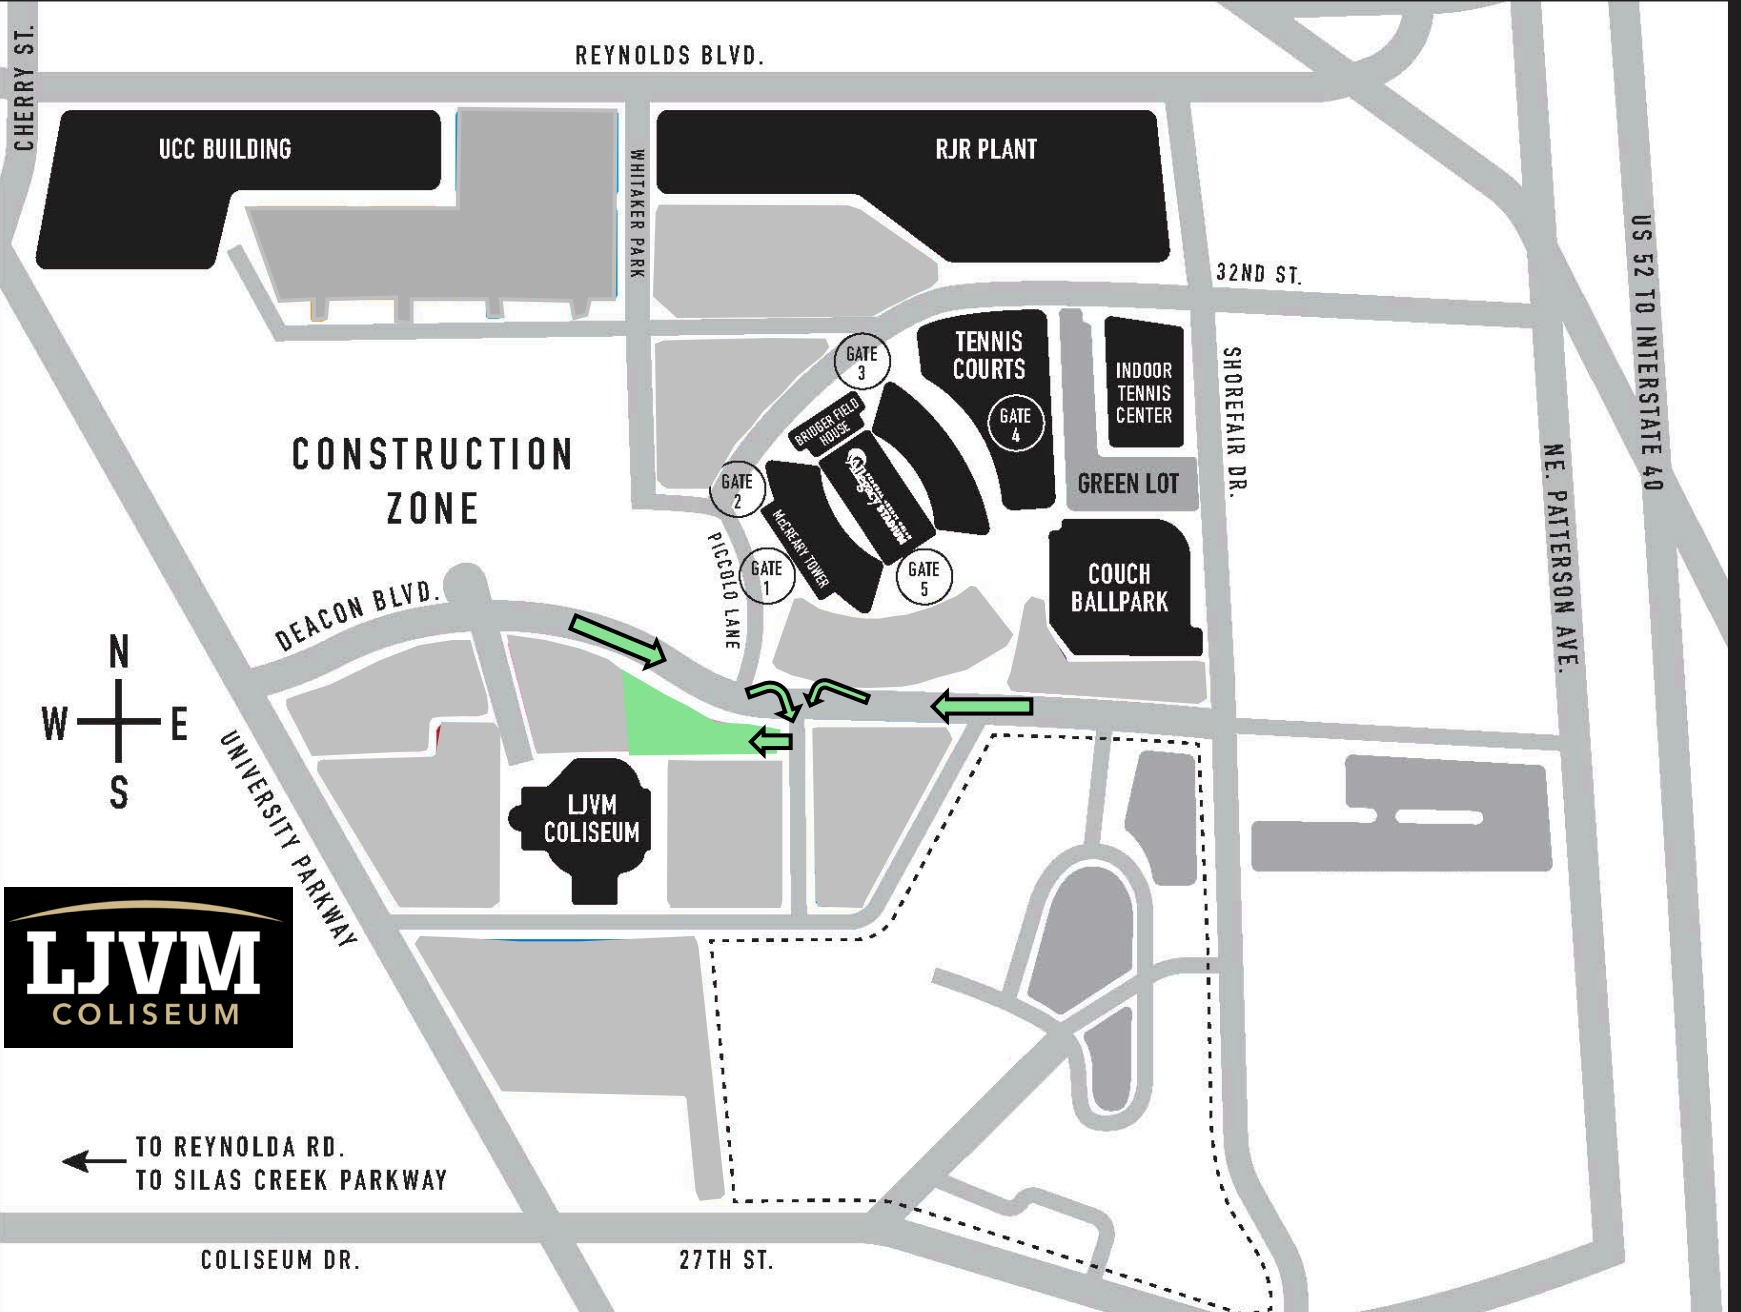 REYNOLDS BLVD.
CHERRY ST.
UCC BUILDING
WHITAKER PARK
RJR PLANT
32ND ST.
US 52 TO INTERSTATE 40
TENNIS
COURTS
GATE
3
INDOOR
TENNIS
CENTER
SHOREFAIR DR.
BRIDGER FIELD
HOUSE
GATE
4
CONSTRUCTION
ZONE
GATE
2
Allegacy
STADIUM
GREEN LOT
NE. PATTERSON AVE.
McCREARY TOWER
PICCOLO LANE
GATE
1
GATE
5
COUCH
BALLPARK
DEACON BLVD.
N
W
E
S
UNIVERSITY PARKWAY
LJVM
COLISEUM
LJVM
COLISEUM
TO REYNOLDA RD.
TO SILAS CREEK PARKWAY
COLISEUM DR.
27TH ST.